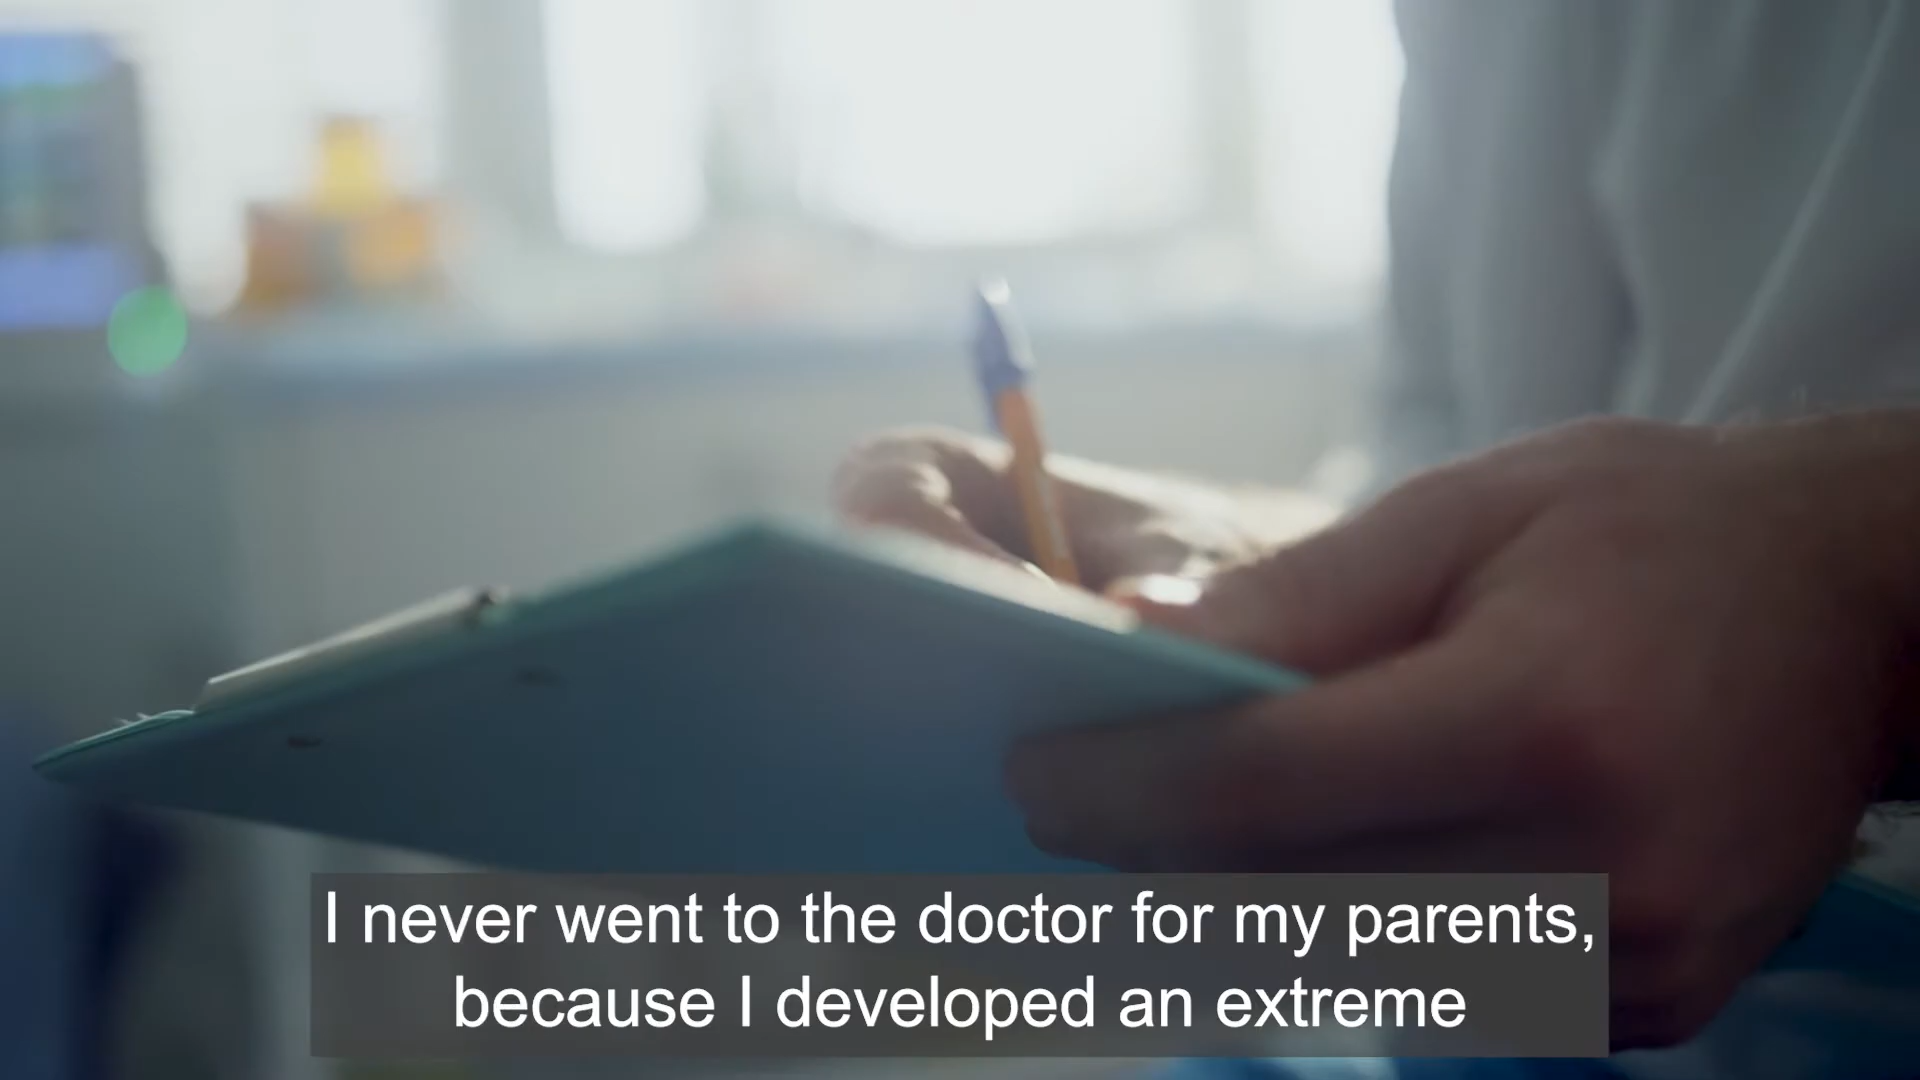 I never went to the doctor for my parents,
because I developed an extreme